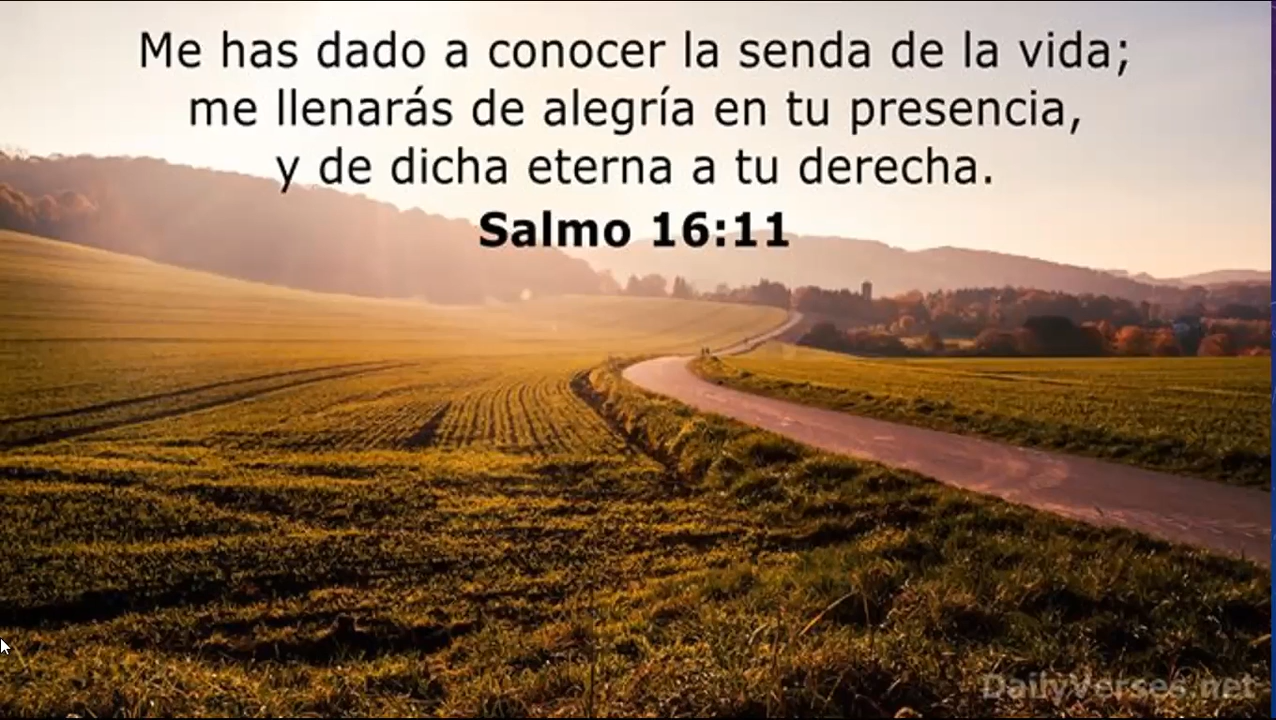 Me has dado a conocer la senda de la vida;
me llenarás de alegría en tu presencia,
y de dicha eterna a tu derecha.
Salmo 16:11
DailyVerses.net